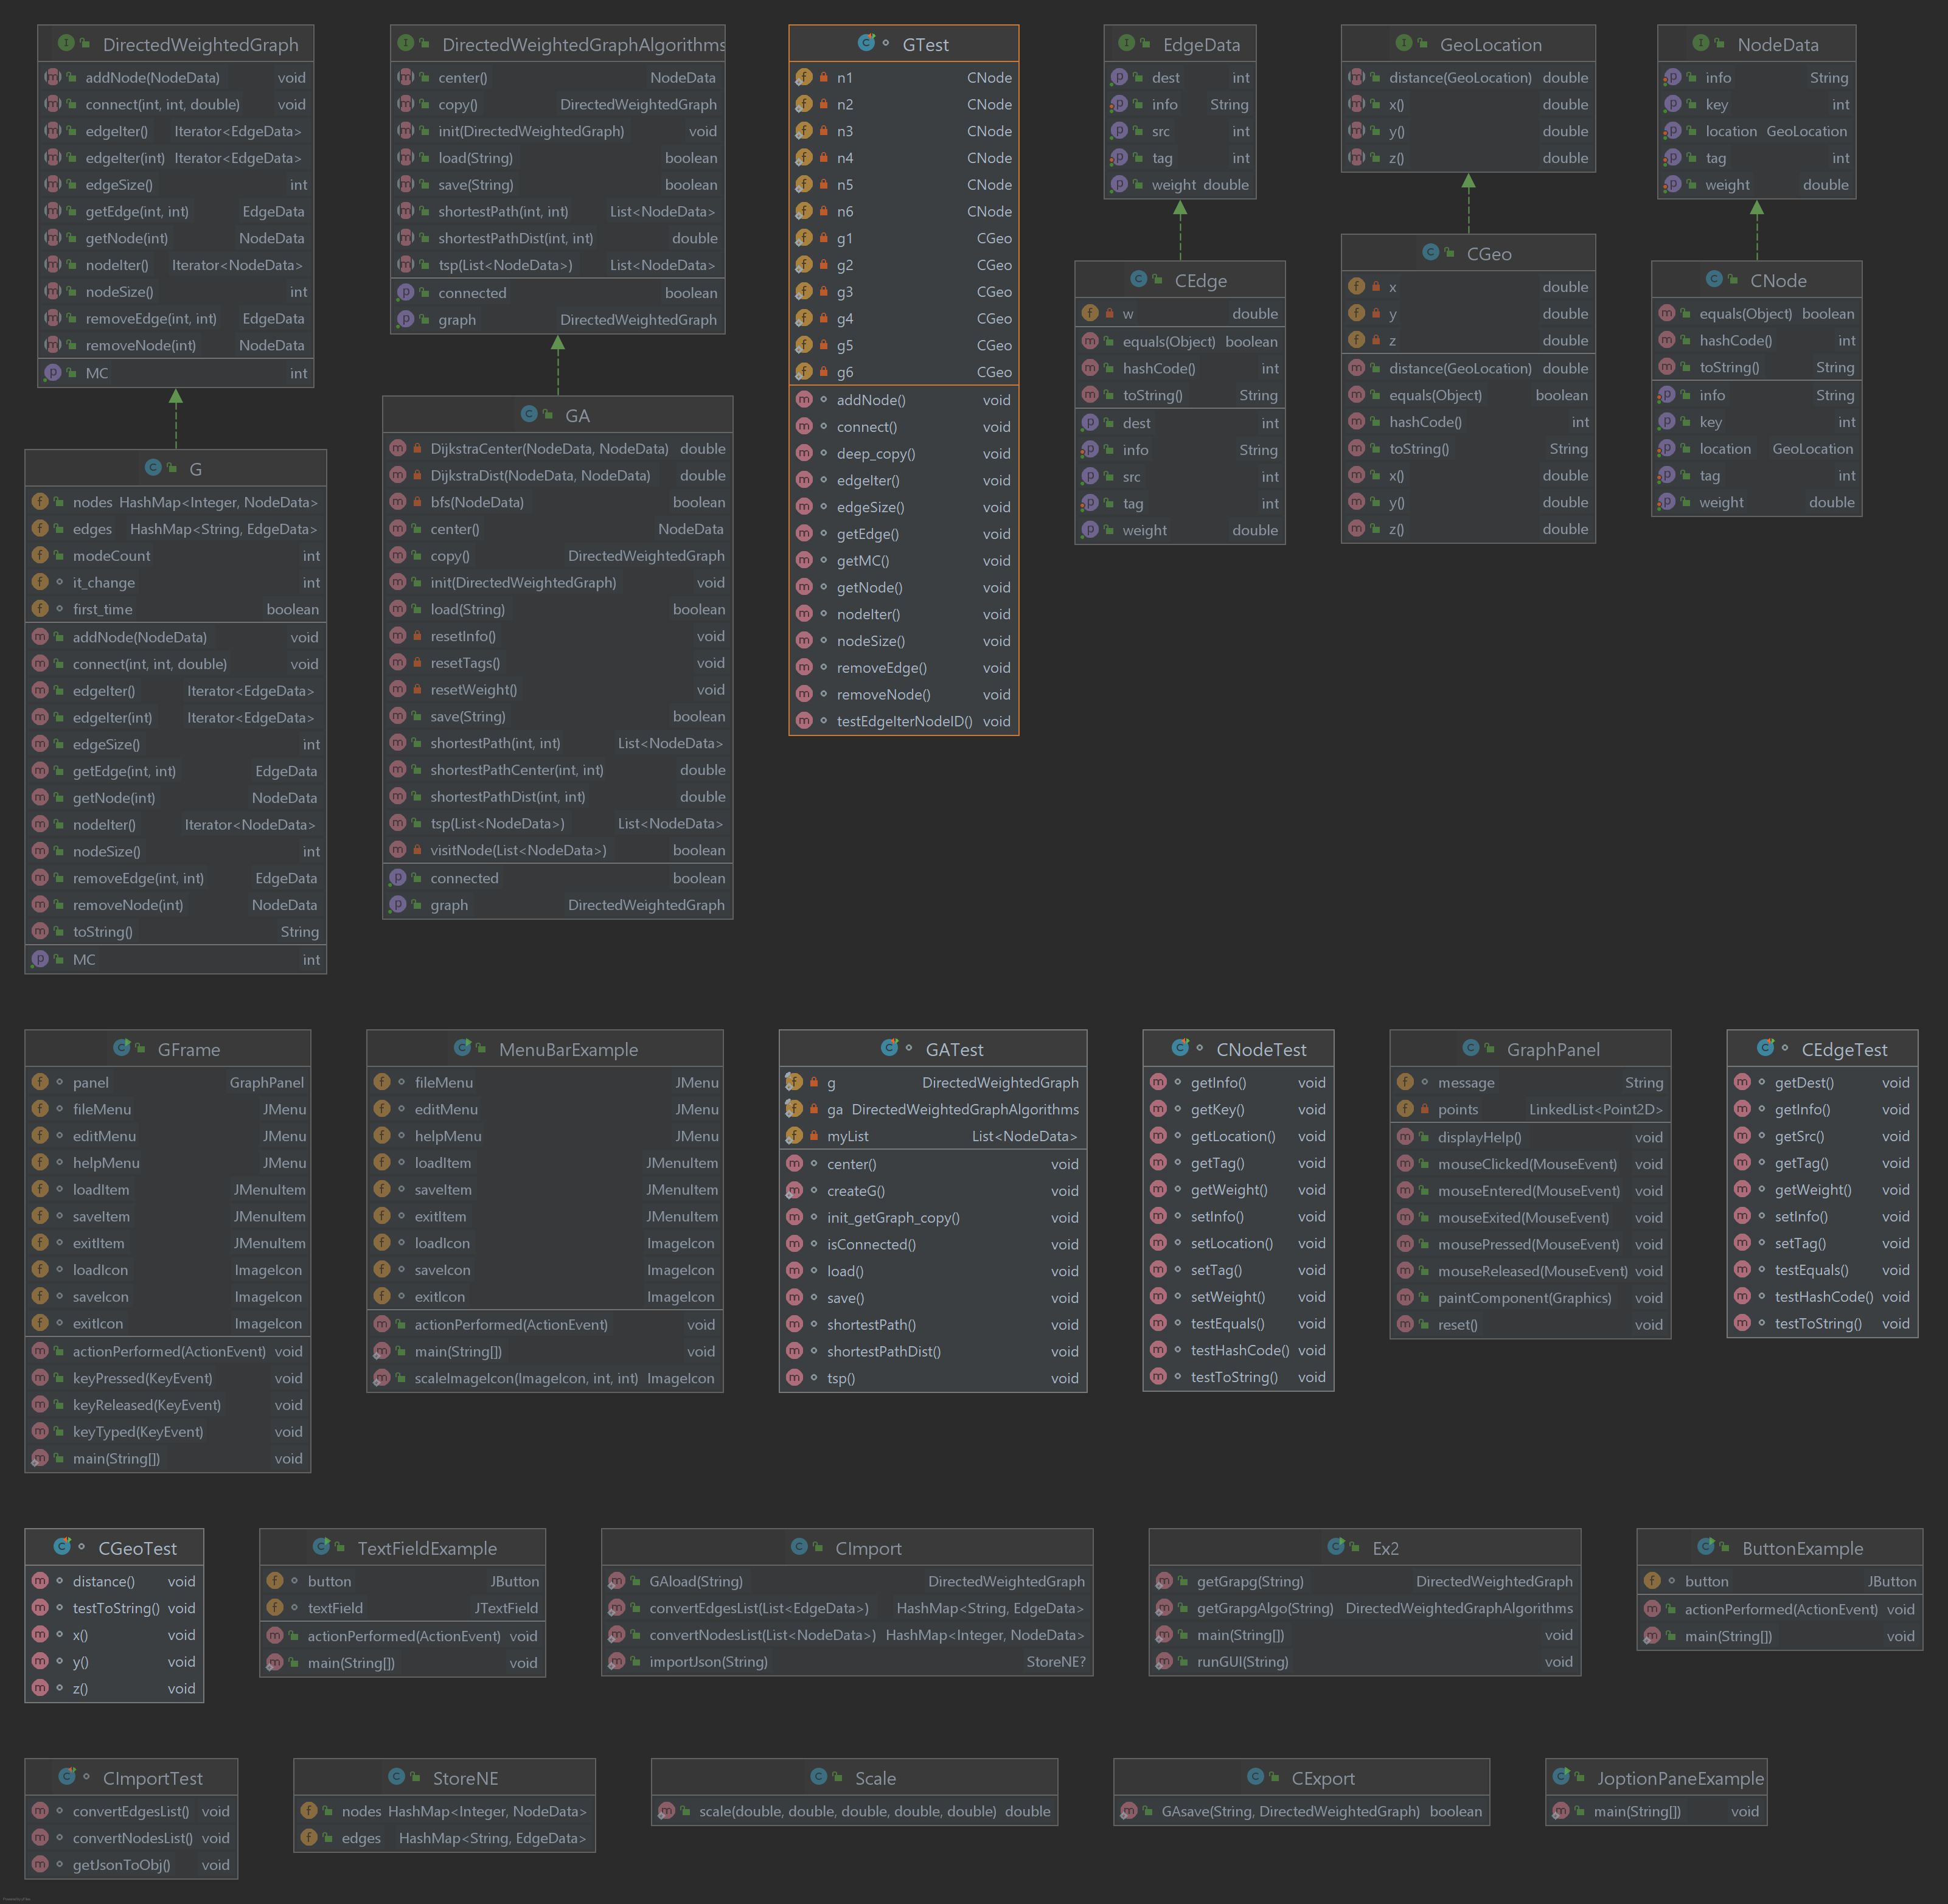 DirectedWeightedGraph
addNode(NodeData) void
connect(int, int, double) void
edgeIter() Iterator<EdgeData>
edgeIter(int) Iterator<EdgeData>
edgeSize() int
getEdge(int, int) EdgeData
getNode(int) NodeData
nodeIter() Iterator<NodeData>
nodeSize() int
removeEdge(int, int) EdgeData
removeNode(int) NodeData
MC int
DirectedWeightedGraphAlgorithms
center() NodeData
copy() DirectedWeightedGraph
init(DirectedWeightedGraph) void
load(String) boolean
save(String) boolean
shortestPath(int, int) List<NodeData>
shortestPathDist(int, int) double
tsp(List<NodeData>) List<NodeData>
connected boolean
graph DirectedWeightedGraph
GTest
n1 CNode
n2 CNode
n3 CNode
n4 CNode
n5 CNode
n6 CNode
g1 CGeo
g2 CGeo
g3 CGeo
g4 CGeo
g5 CGeo
g6 CGeo
addNode() void
connect() void
deep_copy() void
edgeIter() void
edgeSize() void
getEdge() void
getMC() void
getNode() void
nodeIter() void
nodeSize() void
removeEdge() void
removeNode() void
testEdgeIterNodeID() void
EdgeData
dest int
info String
src int
tag int
weight double
GeoLocation
distance(GeoLocation) double
x() double
y() double
z() double
NodeData
info String
key int
location GeoLocation
tag int
weight double
G
nodes HashMap<Integer, NodeData>
edges HashMap<String, EdgeData>
modeCount int
it_change int
first_time boolean
addNode(NodeData) void
connect(int, int, double) void
edgeIter() Iterator<EdgeData>
edgeIter(int) Iterator<EdgeData>
edgeSize() int
getEdge(int, int) EdgeData
getNode(int) NodeData
nodeIter() Iterator<NodeData>
nodeSize() int
removeEdge(int, int) EdgeData
removeNode(int) NodeData
toString() String
MC int
GA
DijkstraCenter(NodeData, NodeData) double
DijkstraDist(NodeData, NodeData) double
bfs(NodeData) boolean
center() NodeData
copy() DirectedWeightedGraph
init(DirectedWeightedGraph) void
load(String) boolean
resetInfo() void
resetTags() void
resetWeight() void
save(String) boolean
shortestPath(int, int) List<NodeData>
shortestPathCenter(int, int) double
shortestPathDist(int, int) double
tsp(List<NodeData>) List<NodeData>
visitNode(List<NodeData>) boolean
connected boolean
graph DirectedWeightedGraph
CEdge
w double
equals(Object) boolean
hashCode() int
toString() String
dest int
info String
src int
tag int
weight double
CGeo
x double
y double
z double
distance(GeoLocation) double
equals(Object) boolean
hashCode() int
toString() String
x() double
y() double
z() double
CNode
equals(Object) boolean
hashCode() int
toString() String
info String
key int
location GeoLocation
tag int
weight double
GFrame
panel GraphPanel
fileMenu JMenu
editMenu JMenu
helpMenu JMenu
loadItem JMenuItem
saveItem JMenuItem
exitItem JMenuItem
loadIcon ImageIcon
saveIcon ImageIcon
exitIcon ImageIcon
actionPerformed(ActionEvent) void
keyPressed(KeyEvent) void
keyReleased(KeyEvent) void
keyTyped(KeyEvent) void
main(String[]) void
MenuBarExample
fileMenu JMenu
editMenu JMenu
helpMenu JMenu
loadItem JMenuItem
saveItem JMenuItem
exitItem JMenuItem
loadIcon ImageIcon
saveIcon ImageIcon
exitIcon ImageIcon
actionPerformed(ActionEvent) void
main(String[]) void
scaleImageIcon(ImageIcon, int, int) ImageIcon
GATest
g DirectedWeightedGraph
ga DirectedWeightedGraphAlgorithms
myList List<NodeData>
center() void
createG() void
init_getGraph_copy() void
isConnected() void
load() void
save() void
shortestPath() void
shortestPathDist() void
tsp() void
CNodeTest
getInfo() void
getKey() void
getLocation() void
getTag() void
getWeight() void
setInfo() void
setLocation() void
setTag() void
setWeight() void
testEquals() void
testHashCode() void
testToString() void
GraphPanel
message String
points LinkedList<Point2D>
displayHelp() void
mouseClicked(MouseEvent) void
mouseEntered(MouseEvent) void
mouseExited(MouseEvent) void
mousePressed(MouseEvent) void
mouseReleased(MouseEvent) void
paintComponent(Graphics) void
reset() void
CEdgeTest
getDest() void
getInfo() void
getSrc() void
getTag() void
getWeight() void
setInfo() void
setTag() void
testEquals() void
testHashCode() void
testToString() void
CGeoTest
distance() void
testToString() void
x() void
y() void
z() void
TextFieldExample
button JButton
textField JTextField
actionPerformed(ActionEvent) void
main(String[]) void
CImport
GAload(String) DirectedWeightedGraph
convertEdgesList(List<EdgeData>) HashMap<String, EdgeData>
convertNodesList(List<NodeData>) HashMap<Integer, NodeData>
importJson(String) StoreNE?
Ex2
getGrapg(String) DirectedWeightedGraph
getGrapgAlgo(String) DirectedWeightedGraphAlgorithms
main(String[]) void
runGUI(String) void
ButtonExample
button JButton
actionPerformed(ActionEvent) void
main(String[]) void
CImportTest
convertEdgesList() void
convertNodesList() void
getJsonToObj() void
StoreNE
nodes HashMap<Integer, NodeData>
edges HashMap<String, EdgeData>
Scale
scale(double, double, double, double, double) double
CExport
GAsave(String, DirectedWeightedGraph) boolean
JoptionPaneExample
main(String[]) void